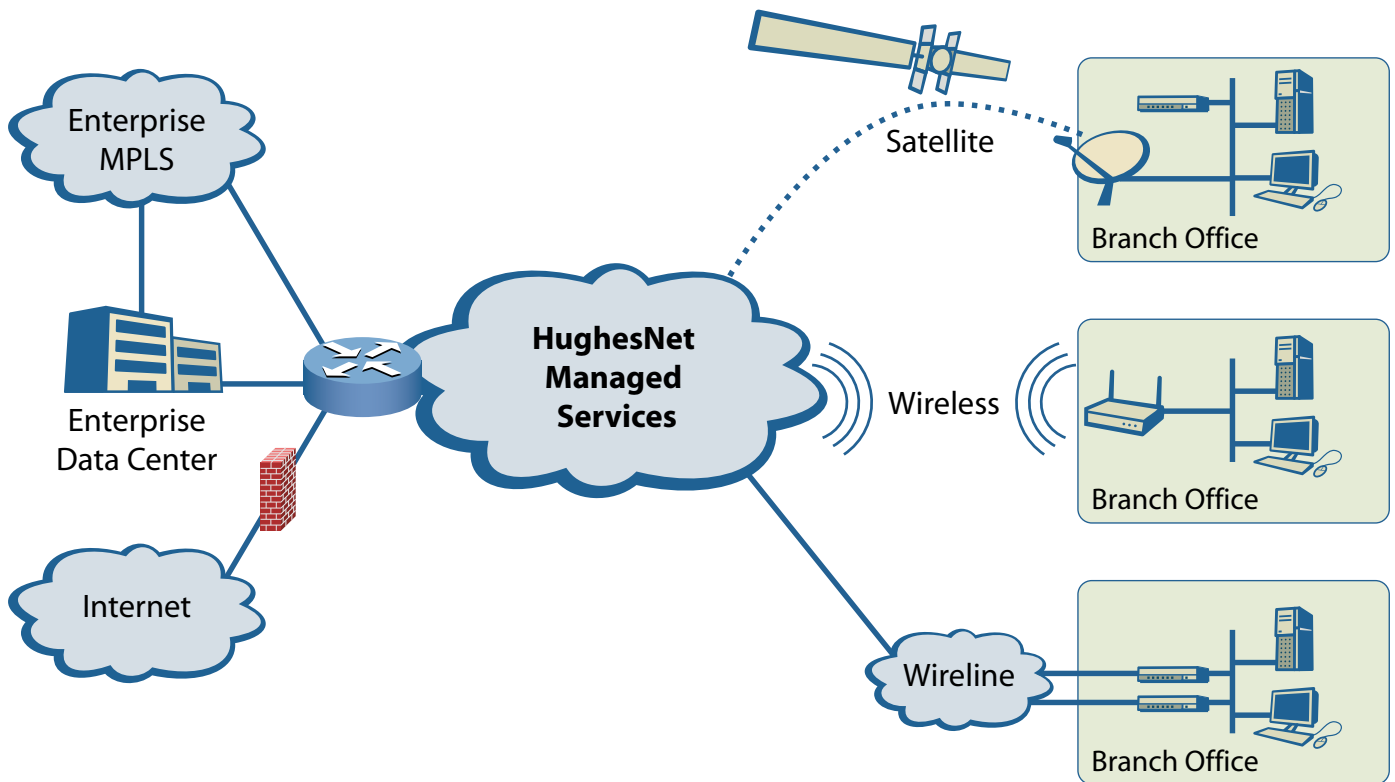 Enterprise
MPLS
Enterprise
Data Center
Internet
HughesNet
Managed
Services
Satellite
Branch Office
Wireless
Branch Office
Wireline
Branch Office